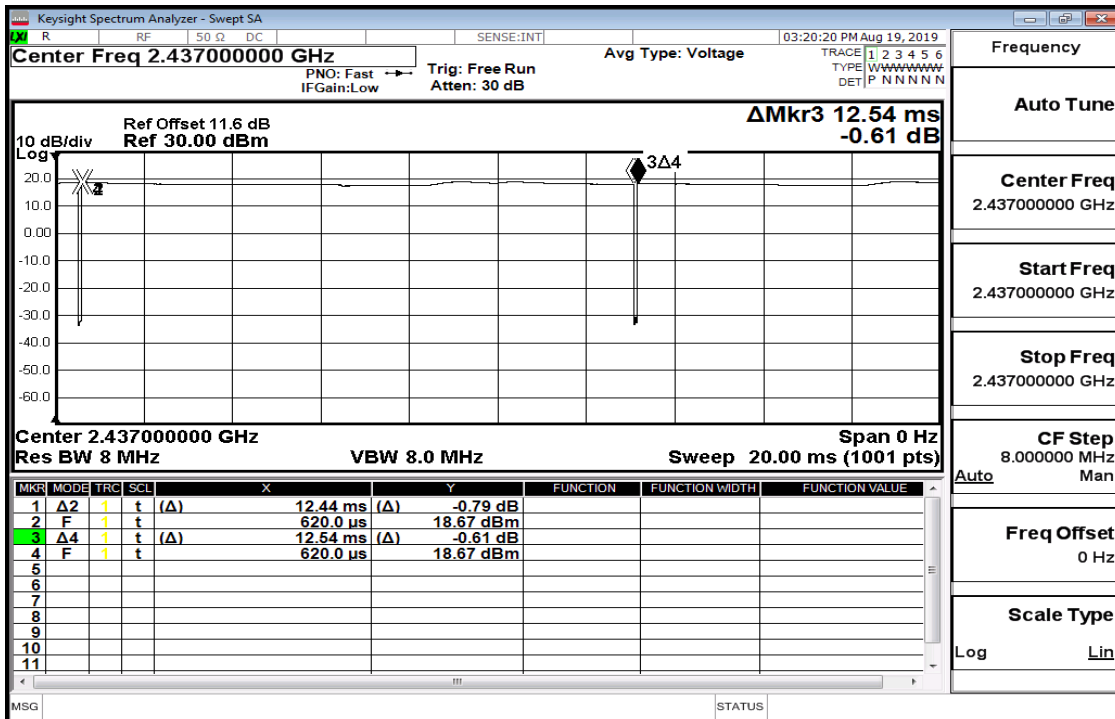 Keysight Spectrum Analyzer - Swept SA
LXI R RF 50 Ω DC SENSE:INT 03:20:20 PM Aug 19, 2019
Center Freq 2.437000000 GHz
PNO: Fast
IFGain:Low
Trig: Free Run
Atten: 30 dB
Avg Type: Voltage
TRACE 1 2 3 4 5 6
TYPE WWWWWWW
DET P N N N N N
Ref Offset 11.6 dB
10 dB/div Ref 30.00 dBm
Log
ΔMkr3 12.54 ms
-0.61 dB
3Δ4
20.0
10.0
0.00
-10.0
-20.0
-30.0
-40.0
-50.0
-60.0
Center 2.437000000 GHz Span 0 Hz
Res BW 8 MHz VBW 8.0 MHz Sweep 20.00 ms (1001 pts)
MKR MODE TRC SCL X Y FUNCTION FUNCTION WIDTH FUNCTION VALUE
1 Δ2 1 t (Δ) 12.44 ms (Δ) -0.79 dB
2 F 1 t 620.0 µs 18.67 dBm
3 Δ4 1 t (Δ) 12.54 ms (Δ) -0.61 dB
4 F 1 t 620.0 µs 18.67 dBm
5
6
7
8
9
10
11
MSG STATUS
Frequency
Auto Tune
Center Freq
2.437000000 GHz
Start Freq
2.437000000 GHz
Stop Freq
2.437000000 GHz
CF Step
8.000000 MHz
Auto Man
Freq Offset
0 Hz
Scale Type
Log Lin